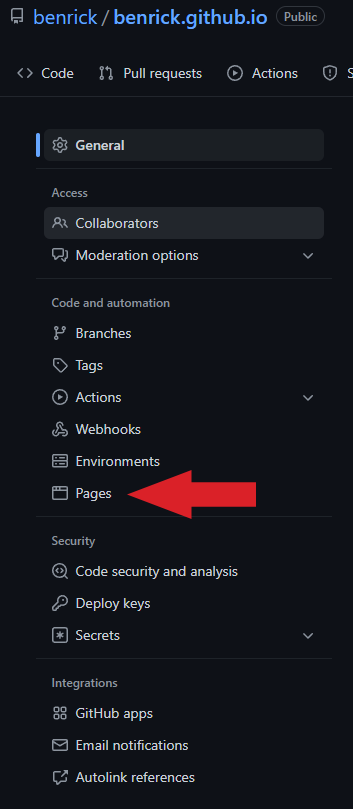 benrick / benrick.github.io Public
Code Pull requests Actions S
General
Access
Collaborators
Moderation options
Code and automation
Branches
Tags
Actions
Webhooks
Environments
Pages
Security
Code security and analysis
Deploy keys
Secrets
Integrations
GitHub apps
Email notifications
Autolink references